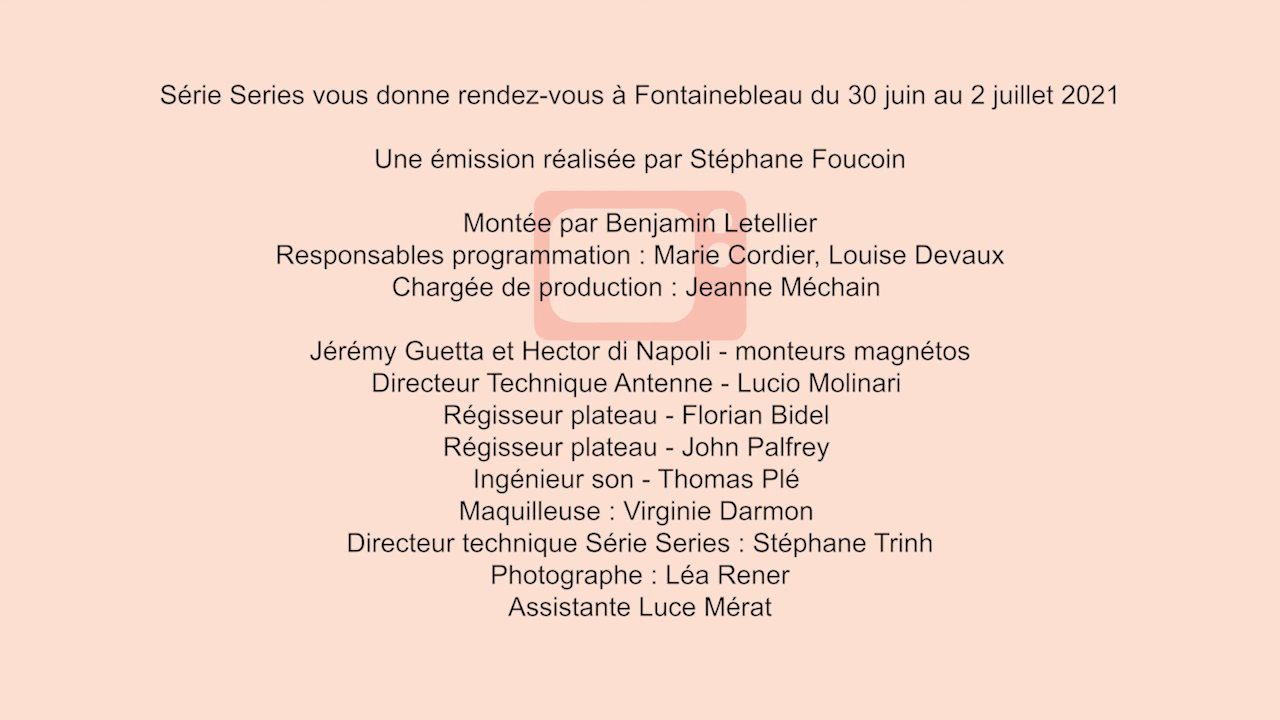 Série Series vous donne rendez-vous à Fontainebleau du 30 juin au 2 juillet 2021
Une émission réalisée par Stéphane Foucoin
Montée par Benjamin Letellier
Responsables programmation : Marie Cordier, Louise Devaux
Chargée de production : Jeanne Méchain
Jérémy Guetta et Hector di Napoli - monteurs magnétos
Directeur Technique Antenne - Lucio Molinari
Régisseur plateau - Florian Bidel
Régisseur plateau - John Palfrey
Ingénieur son - Thomas Plé
Maquilleuse : Virginie Darmon
Directeur technique Série Series : Stéphane Trinh
Photographe : Léa Rener
Assistante Luce Mérat